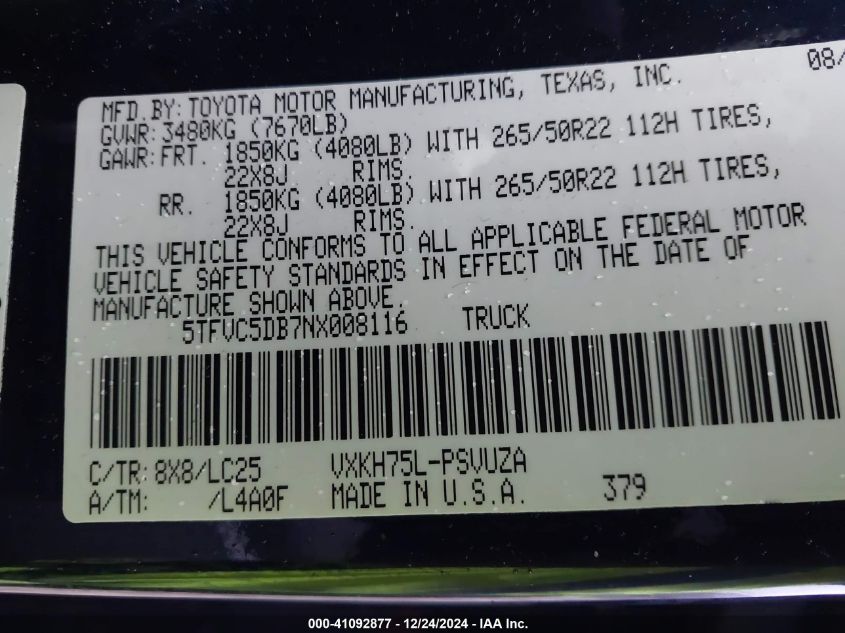 08/
MFD.BY: TOYOTA MOTOR MANUFACTURING, TEXAS, INC.
GVWR: 3480KG (7670LB)
GAWR: FRT. 1850KG (4080LB) WITH 265/50R22 112H TIRES,
22X8J RIMS.
RR. 1850KG (4080LB) WITH 265/50R22 112H TIRES,
22X8J RIMS.
THIS VEHICLE CONFORMS TO ALL APPLICABLE FEDERAL MOTOR
VEHICLE SAFETY STANDARDS IN EFFECT ON THE DATE OF
MANUFACTURE SHOWN ABOVE.
5TFVC5DB7NX008116 TRUCK
C/TR: 8X8/LC25 VXKH75L-PSVUZA
A/TM: /L4A0F MADE IN U.S.A. 379
000-41092877 - 12/24/2024 - IAA Inc.